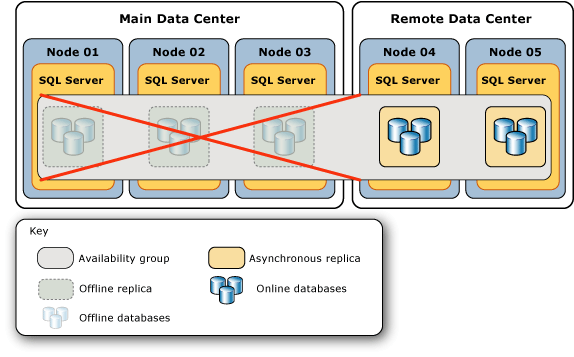 Main Data Center
Remote Data Center
Node 01
Node 02
Node 03
Node 04
Node 05
SQL Server
SQL Server
SQL Server
SQL Server
SQL Server
Key
Availability group
Asynchronous replica
Offline replica
Online databases
Offline databases